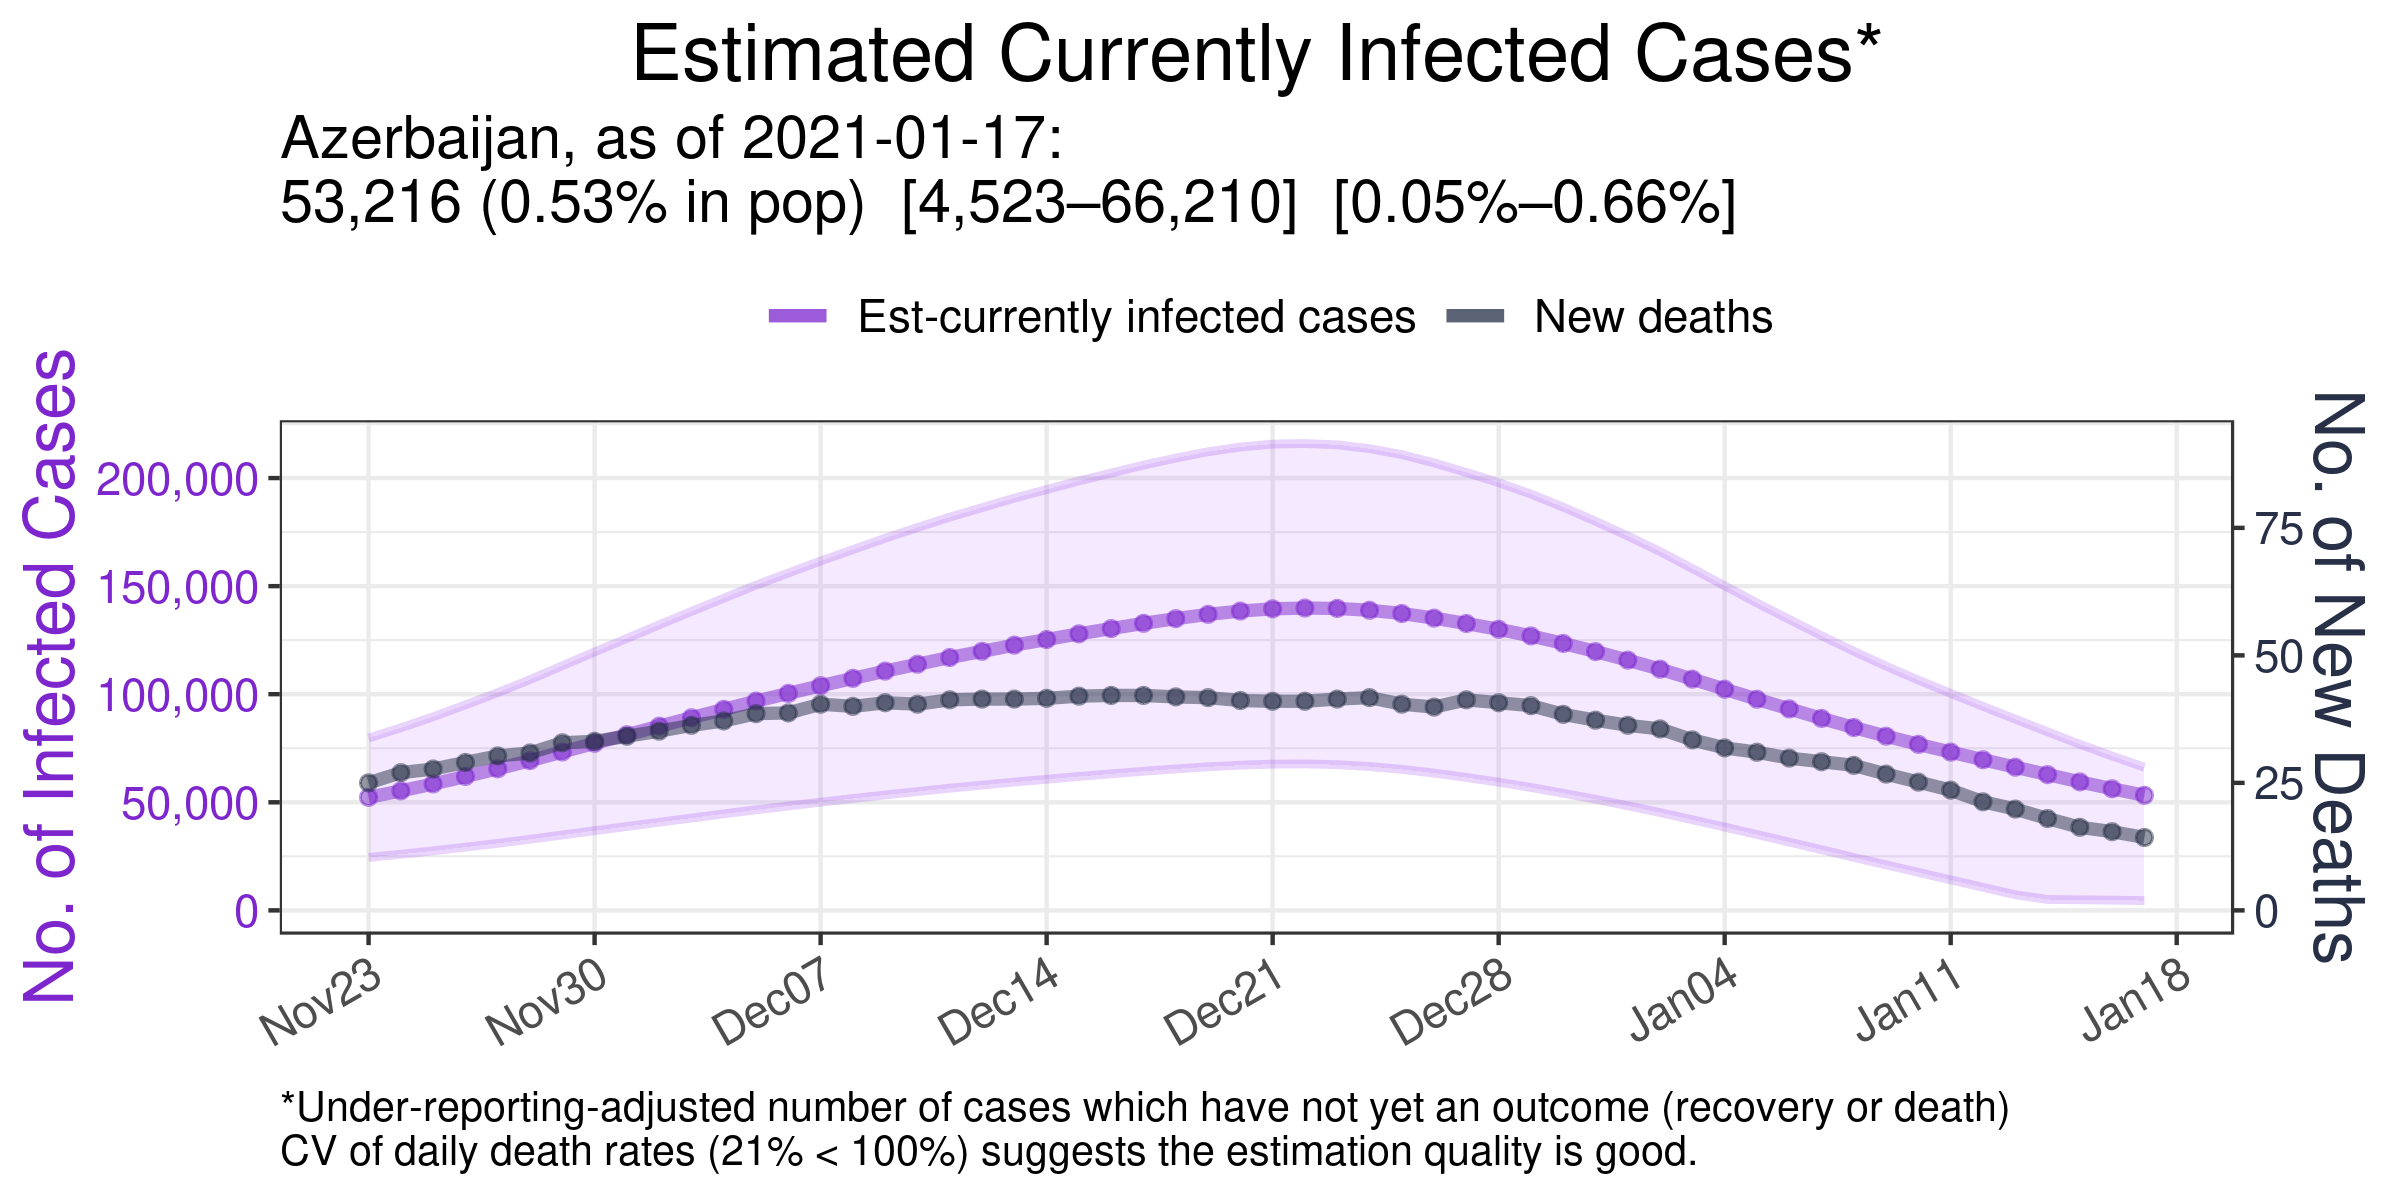 Estimated Currently Infected Cases*
Azerbaijan, as of 2021-01-17:
53,216 (0.53% in pop)  [4,523–66,210]  [0.05%–0.66%]
Est-currently infected cases
New deaths
No. of Infected Cases
200,000
150,000
100,000
50,000
0
No. of New Deaths
75
50
25
0
Nov23
Nov30
Dec07
Dec14
Dec21
Dec28
Jan04
Jan11
Jan18
*Under-reporting-adjusted number of cases which have not yet an outcome (recovery or death)
CV of daily death rates (21% < 100%) suggests the estimation quality is good.